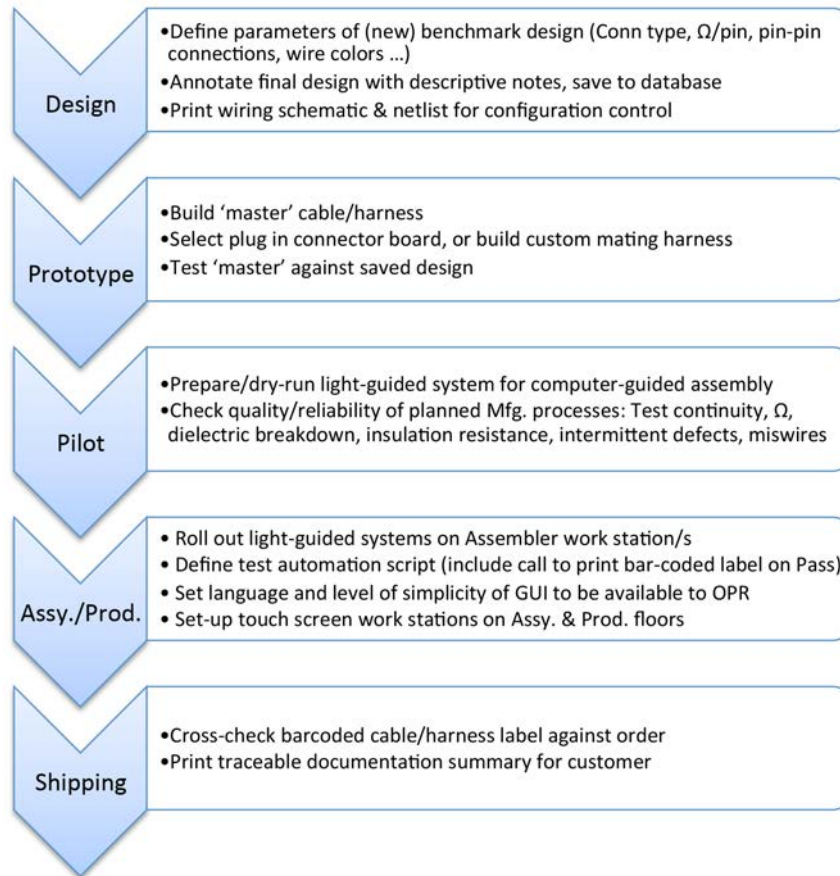 Design
•Define parameters of (new) benchmark design (Conn type, Ω/pin, pin-pin
connections, wire colors ...)
•Annotate final design with descriptive notes, save to database
•Print wiring schematic & netlist for configuration control
Prototype
•Build ‘master’ cable/harness
•Select plug in connector board, or build custom mating harness
•Test ‘master’ against saved design
Pilot
•Prepare/dry-run light-guided system for computer-guided assembly
•Check quality/reliability of planned Mfg. processes: Test continuity, Ω,
dielectric breakdown, insulation resistance, intermittent defects, miswires
Assy./Prod.
• Roll out light-guided systems on Assembler work station/s
• Define test automation script (include call to print bar-coded label on Pass)
• Set language and level of simplicity of GUI to be available to OPR
• Set-up touch screen work stations on Assy. & Prod. floors
Shipping
•Cross-check barcoded cable/harness label against order
•Print traceable documentation summary for customer